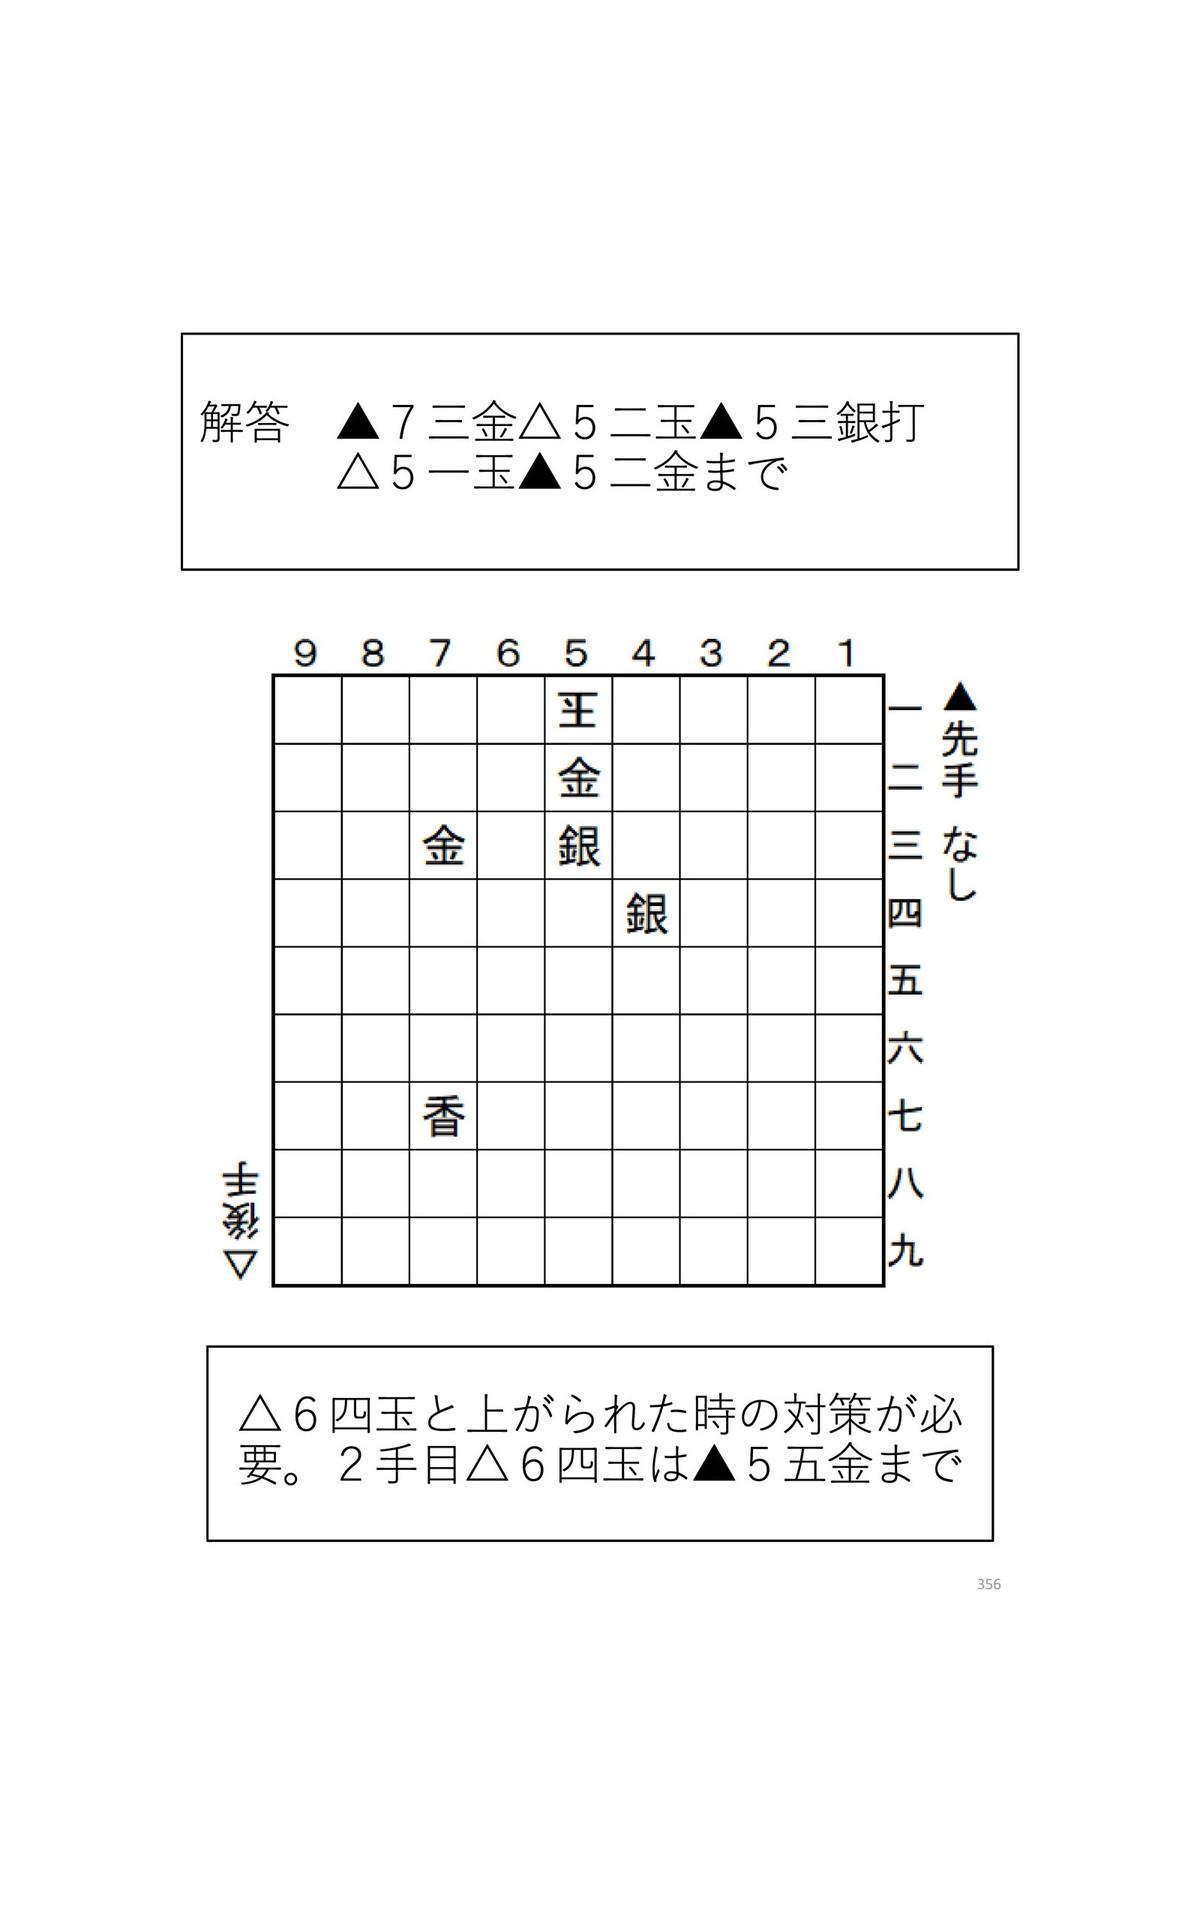 解答　▲７三金△５二玉▲５三銀打
△５一玉▲５二金まで
９ ８ ７ ６ ５ ４ ３ ２ １
王 一
金 二
金 銀 三
銀 四
五
六
香 七
八
九
▲先手 なし
△後手
△６四玉と上がられた時の対策が必
要。２手目△６四玉は▲５五金まで
356